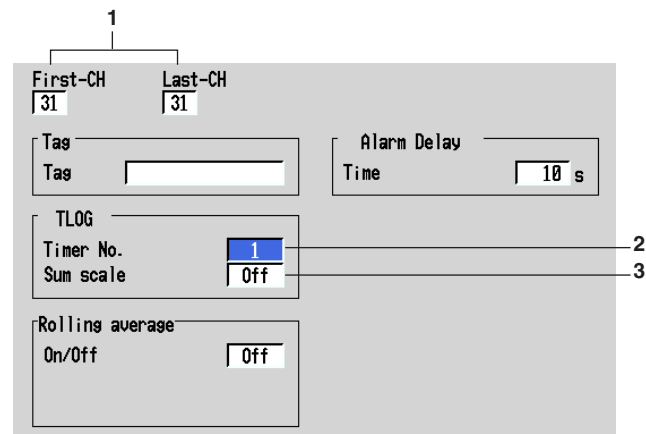 1
First-CH Last-CH
31 31
Tag
Tag
Alarm Delay
Time 10 s
TLOG
Timer No. 1 2
Sum scale Off 3
Rolling average
On/Off Off